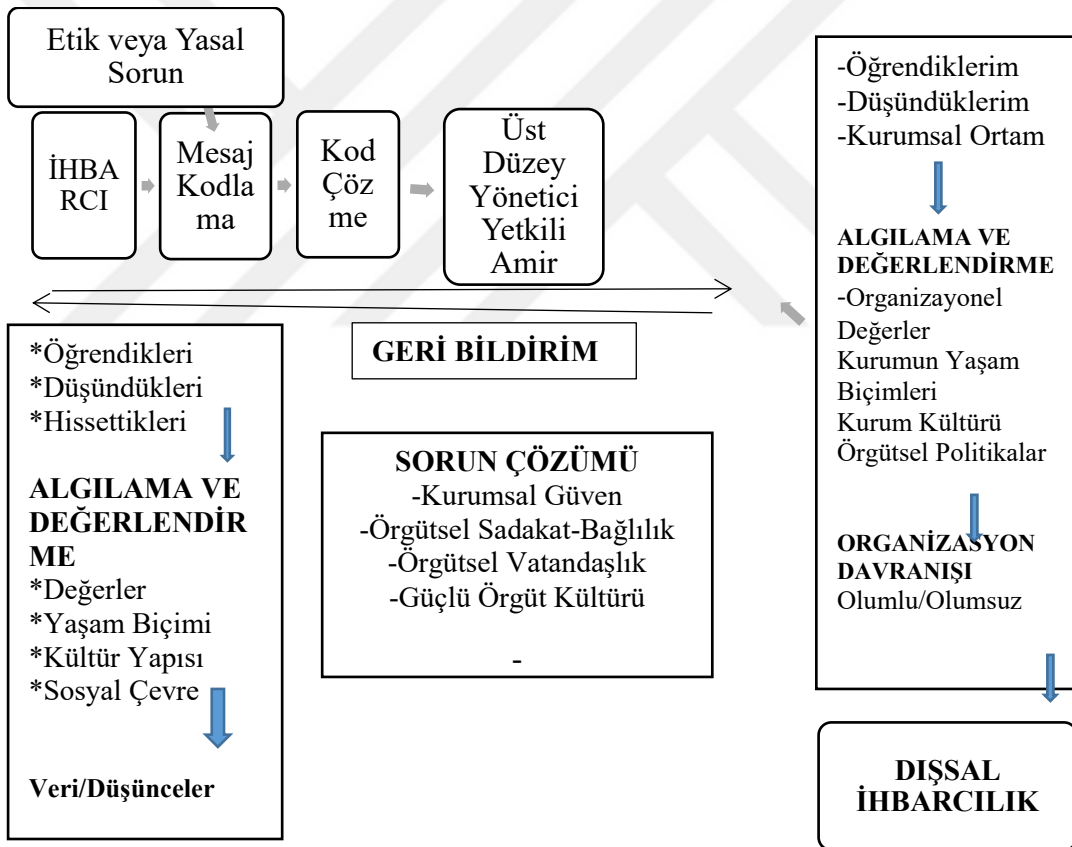 Etik veya Yasal
Sorun
İHBA
RCI
Mesaj
Kodla
ma
Kod
Çöz
me
Üst
Düzey
Yönetici
Yetkili
Amir
GERİ BİLDİRİM
*Öğrendikleri
*Düşündükleri
*Hissettikleri
ALGILAMA VE
DEĞERLENDİR
ME
*Değerler
*Yaşam Biçimi
*Kültür Yapısı
*Sosyal Çevre
Veri/Düşünceler
SORUN ÇÖZÜMÜ
-Kurumsal Güven
-Örgütsel Sadakat-Bağlılık
-Örgütsel Vatandaşlık
-Güçlü Örgüt Kültürü
-
-Öğrendiklerim
-Düşündüklerim
-Kurumsal Ortam
ALGILAMA VE
DEĞERLENDİRME
-Organizayonel
Değerler
Kurumun Yaşam
Biçimleri
Kurum Kültürü
Örgütsel Politikalar
ORGANİZASYON
DAVRANIŞI
Olumlu/Olumsuz
DIŞSAL
İHBARCILIK